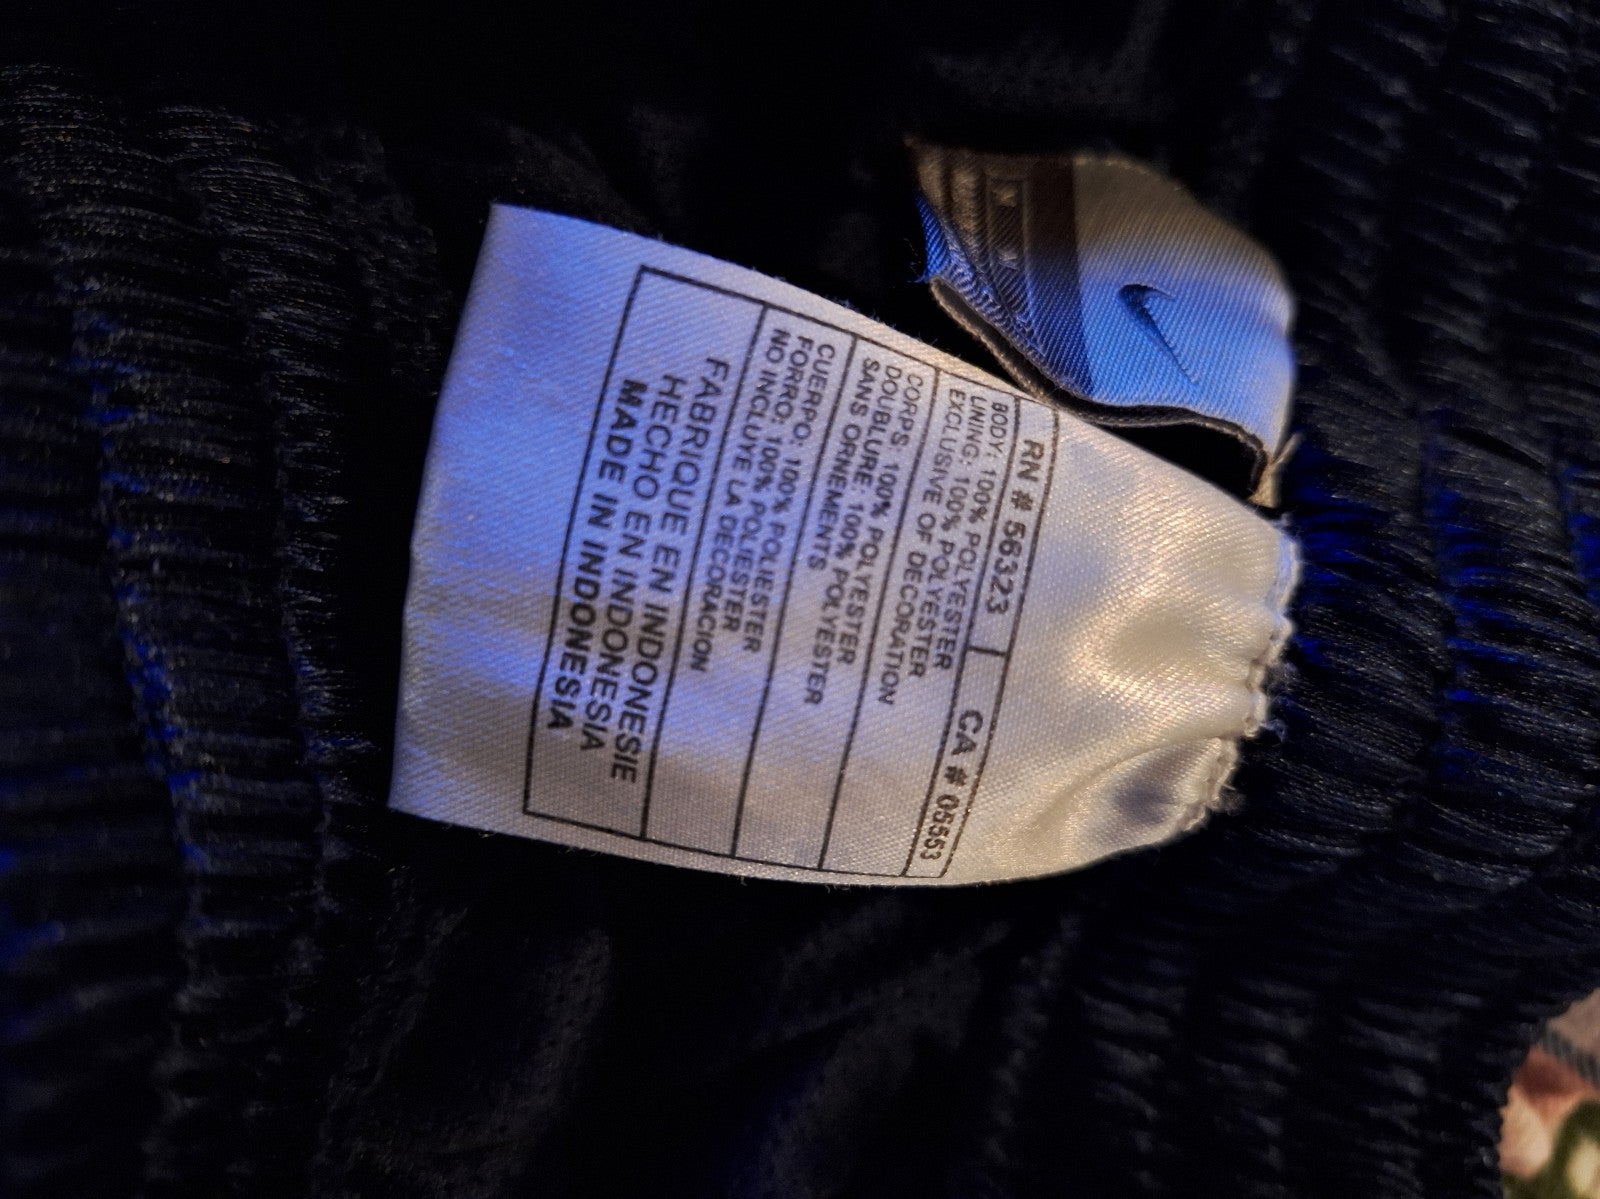 RN # 56323 CA # 05553
BODY: 100% POLYESTER
LINING: 100% POLYESTER
EXCLUSIVE OF DECORATION
CORPS: 100% POLYESTER
DOUBLURE: 100% POLYESTER
SANS ORNEMENTS
CUERPO: 100% POLIESTER
FORRO: 100% POLIESTER
NO INCLUYE LA DECORACION
FABRIQUE EN INDONESIE
HECHO EN INDONESIA
MADE IN INDONESIA